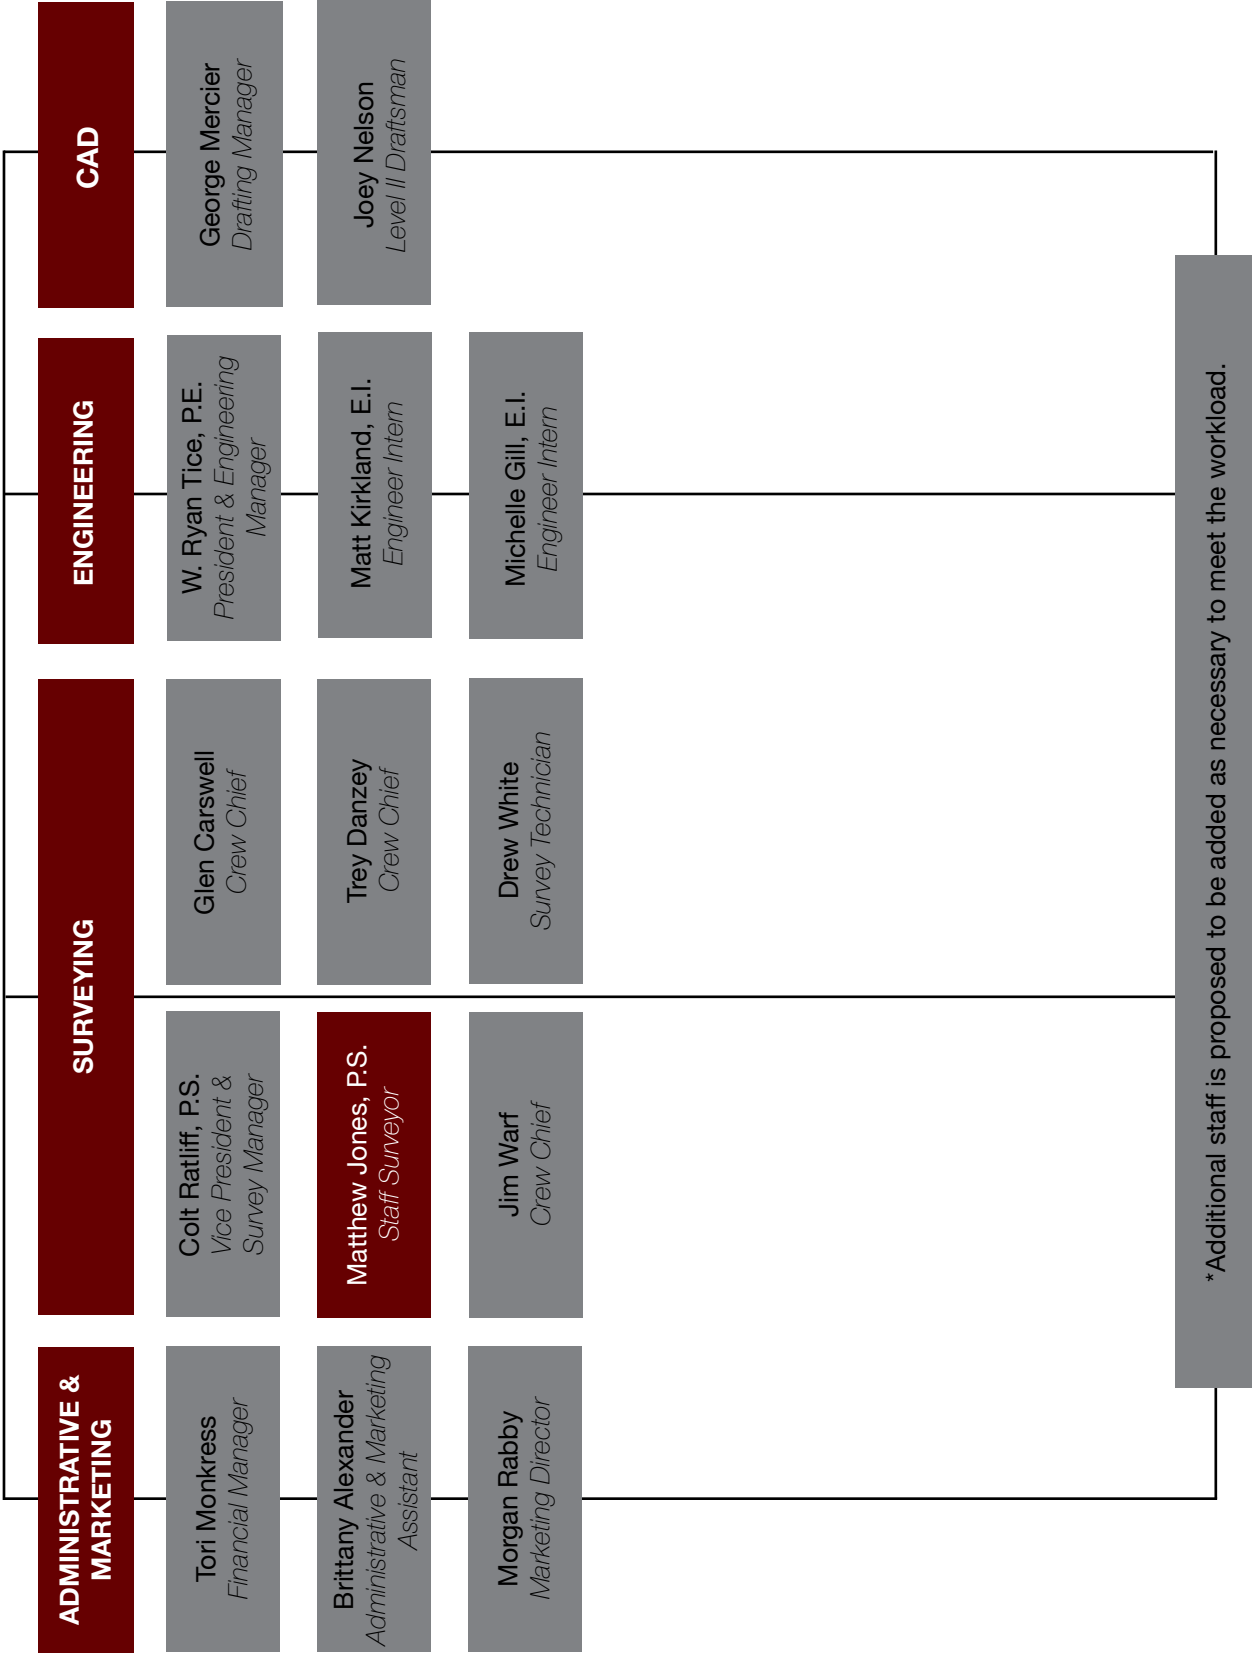 ADMINISTRATIVE &
MARKETING
Tori Monkress
Financial Manager
Brittany Alexander
Administrative & Marketing
Assistant
Morgan Rabby
Marketing Director
SURVEYING
Colt Ratliff, P.S.
Vice President &
Survey Manager
Matthew Jones, P.S.
Staff Surveyor
Jim Warf
Crew Chief
Glen Carswell
Crew Chief
Trey Danzey
Crew Chief
Drew White
Survey Technician
ENGINEERING
W. Ryan Tice, P.E.
President & Engineering
Manager
Matt Kirkland, E.I.
Engineer Intern
Michelle Gill, E.I.
Engineer Intern
CAD
George Mercier
Drafting Manager
Joey Nelson
Level II Draftsman
*Additional staff is proposed to be added as necessary to meet the workload.